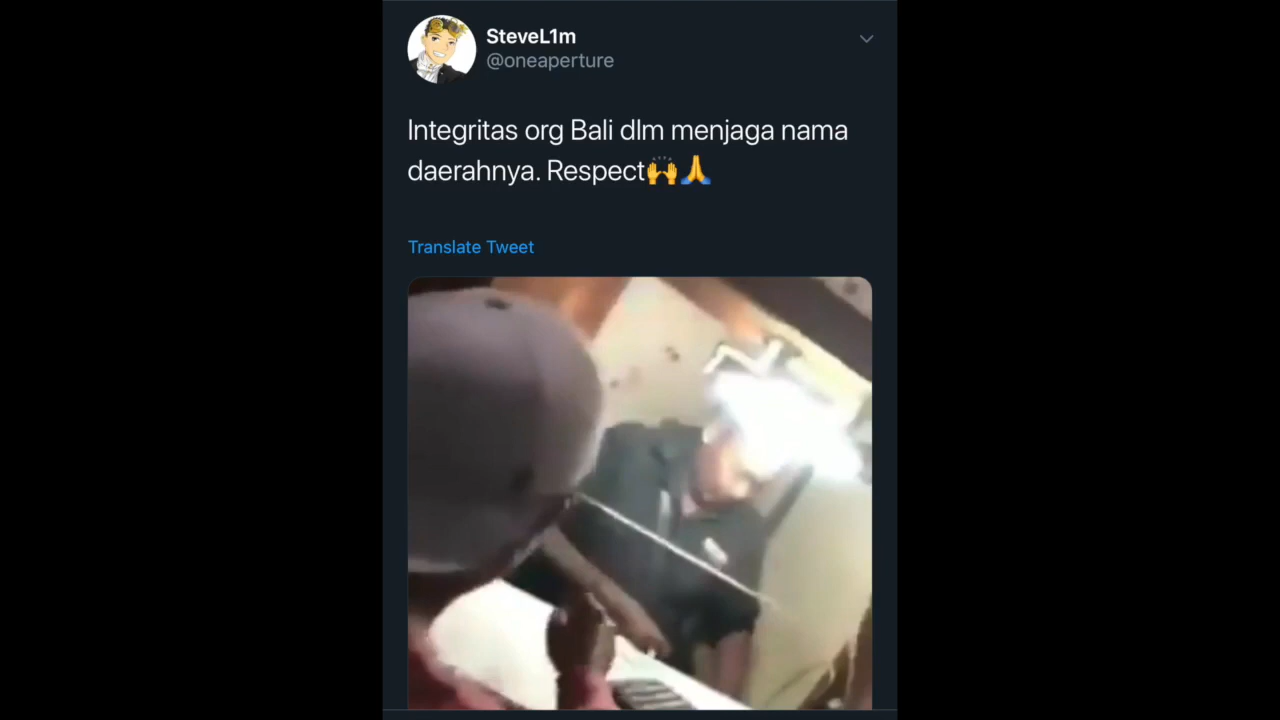 SteveL1m
@oneaperture
Integritas org Bali dlm menjaga nama
daerahnya. Respect🙌🙏
Translate Tweet